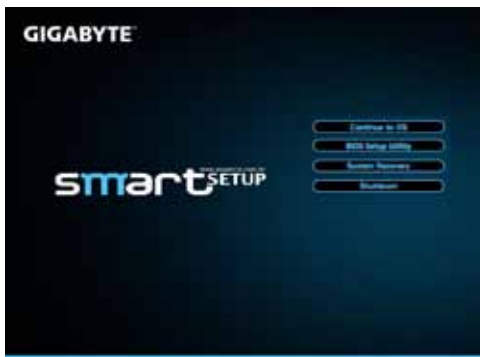 GIGABYTE
Continue to OS
BIOS Setup Utility
System Recovery
Shutdown
smart SETUP